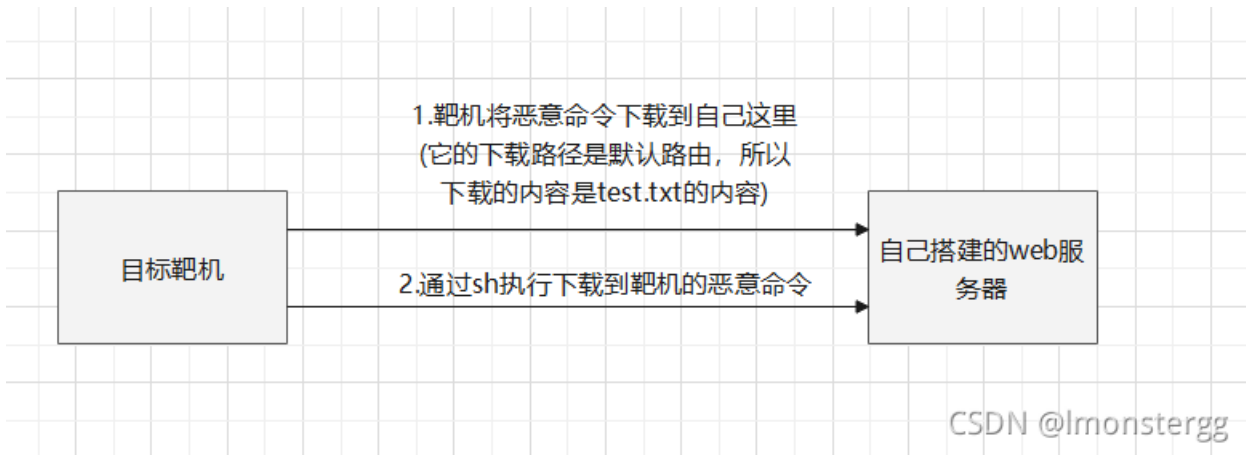 1.靶机将恶意命令下载到自己这里
(它的下载路径是默认路由，所以
下载的内容是test.txt的内容)
目标靶机
自己搭建的web服
务器
2.通过sh执行下载到靶机的恶意命令
CSDN @lmonstergg